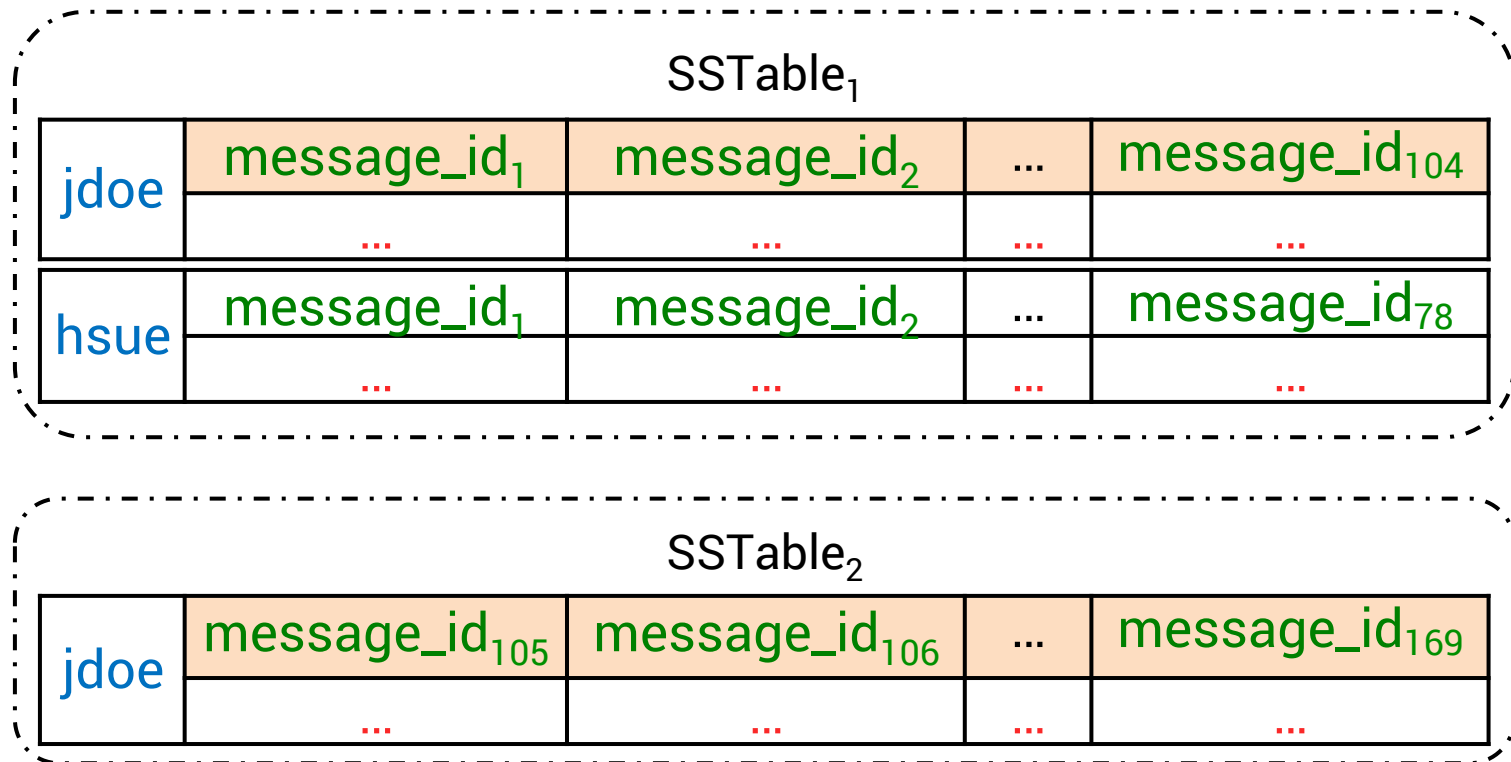 SSTable₁
jdoe message_id₁ message_id₂ ... message_id₁₀₄
... ... ... ...
hsue message_id₁ message_id₂ ... message_id₇₈
... ... ... ...
SSTable₂
jdoe message_id₁₀₅ message_id₁₀₆ ... message_id₁₆₉
... ... ... ...